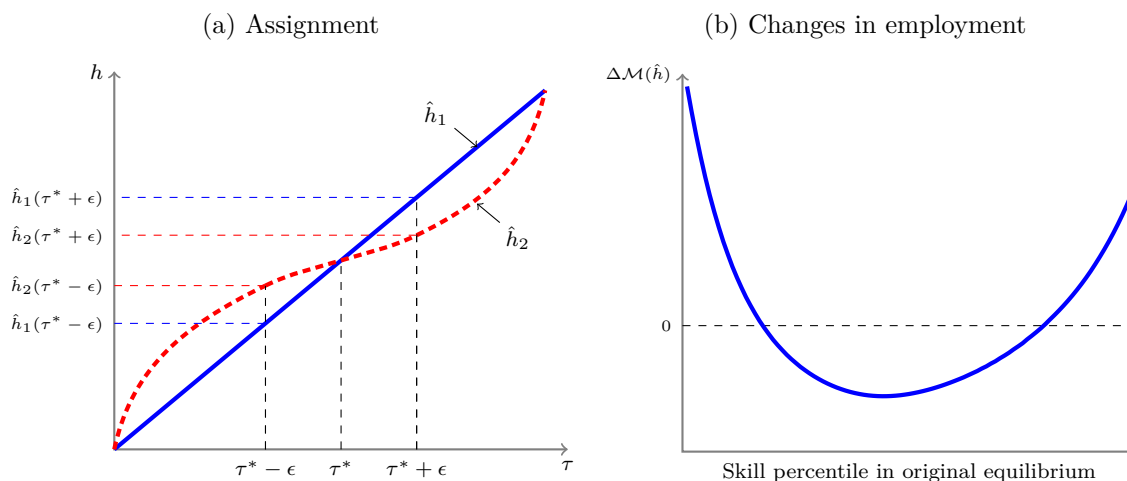 (a) Assignment
h
ĥ₁
ĥ₁(τ* + ϵ)
ĥ₂(τ* + ϵ)
ĥ₂
ĥ₂(τ* − ϵ)
ĥ₁(τ* − ϵ)
τ* − ϵ
τ*
τ* + ϵ
τ
(b) Changes in employment
Δℳ(ĥ)
0
Skill percentile in original equilibrium